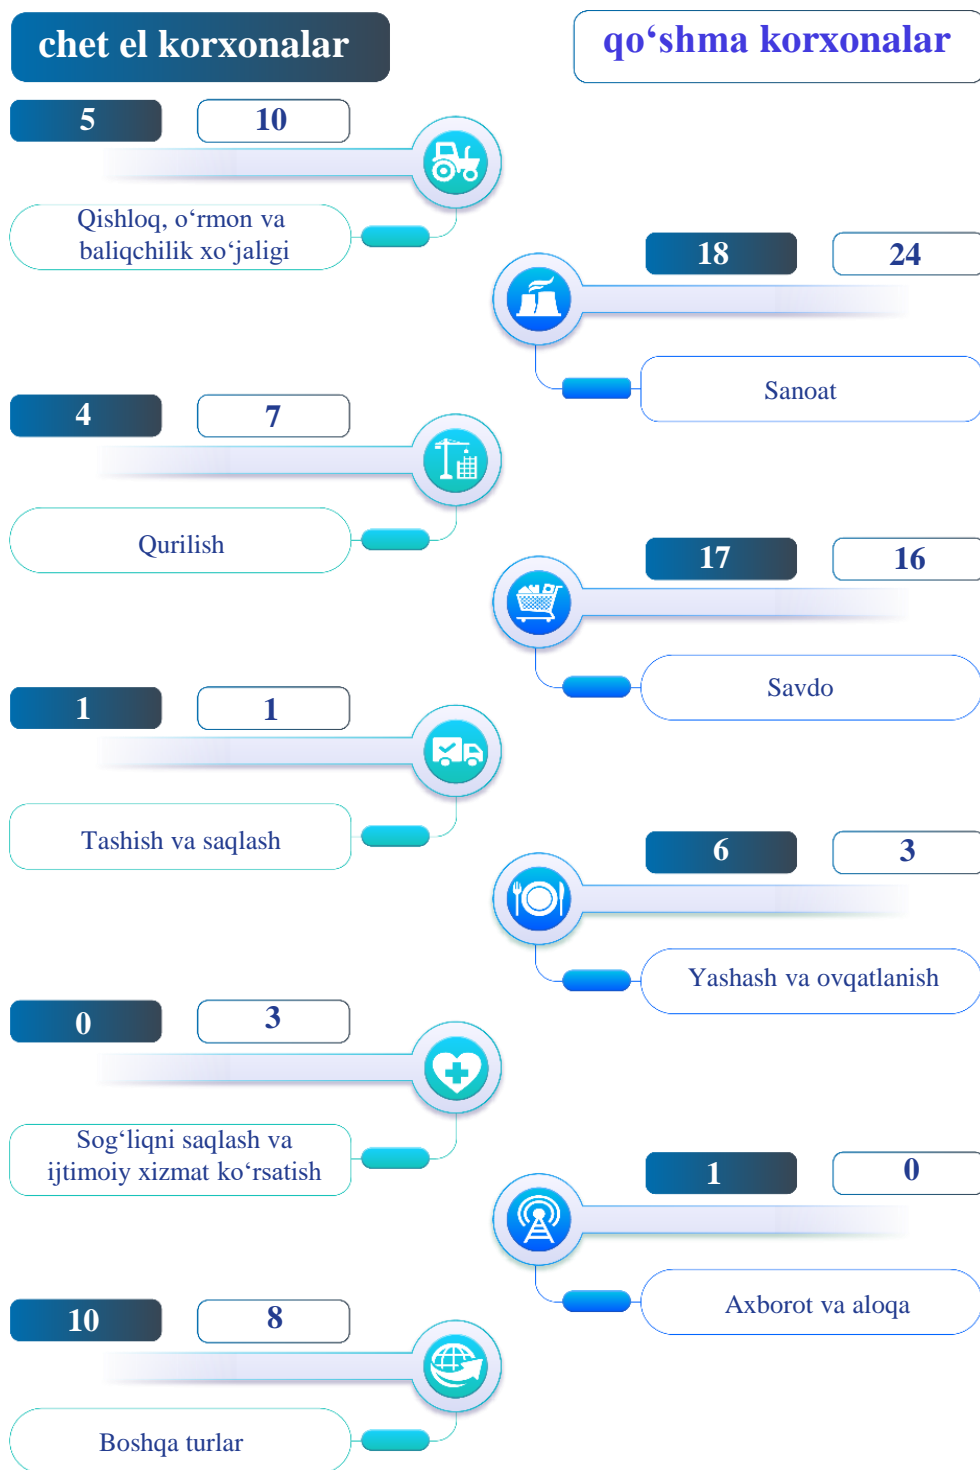 chet el korxonalar
qo‘shma korxonalar
5
10
Qishloq, o‘rmon va
baliqchilik xo‘jaligi
18
24
Sanoat
4
7
Qurilish
17
16
Savdo
1
1
Tashish va saqlash
6
3
Yashash va ovqatlanish
0
3
Sog‘liqni saqlash va
ijtimoiy xizmat ko‘rsatish
1
0
Axborot va aloqa
10
8
Boshqa turlar